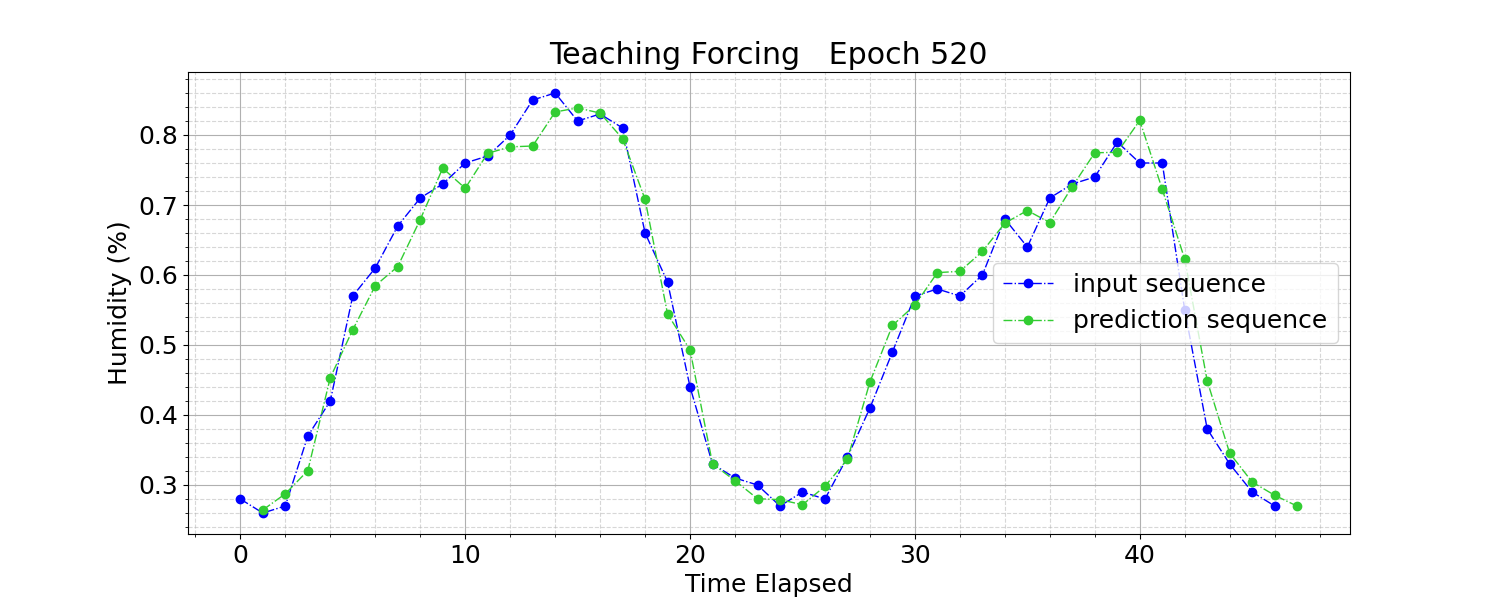 Teaching Forcing   Epoch 520
Humidity (%)
0.8
0.7
0.6
0.5
0.4
0.3
input sequence
prediction sequence
0 10 20 30 40
Time Elapsed